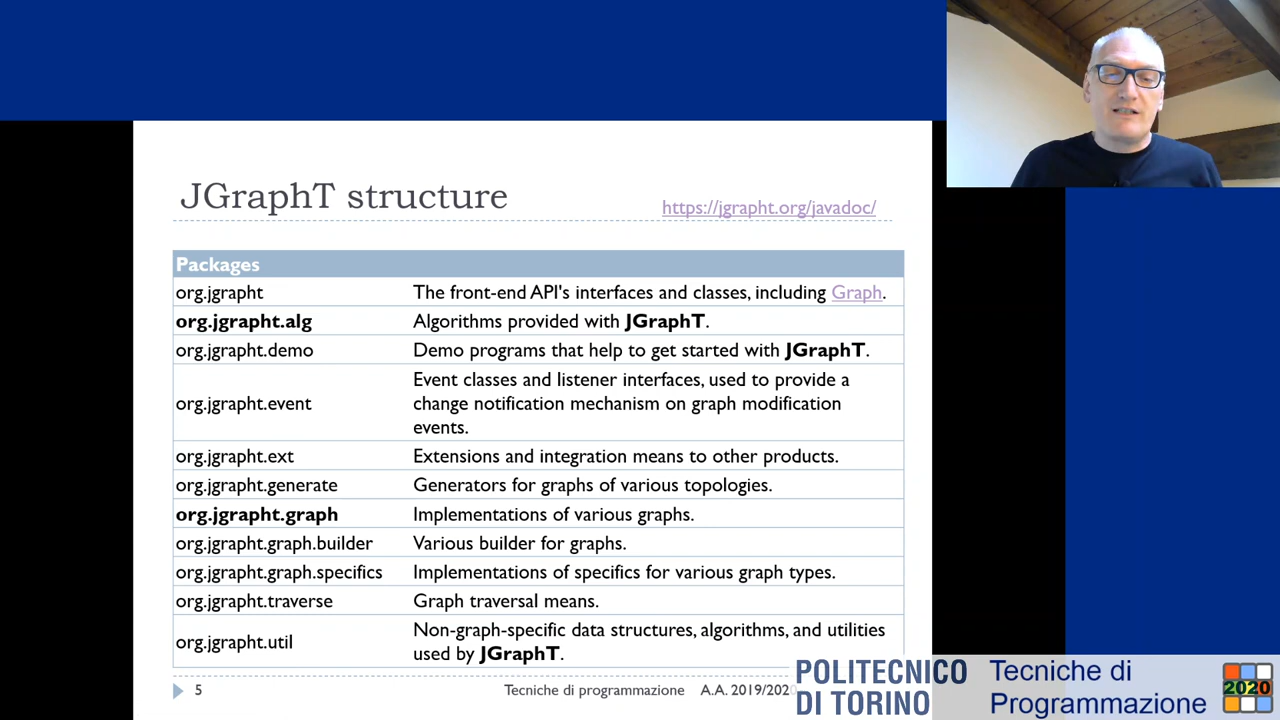 JGraphT structure
https://jgrapht.org/javadoc/
Packages
org.jgrapht The front-end API's interfaces and classes, including Graph.
org.jgrapht.alg Algorithms provided with JGraphT.
org.jgrapht.demo Demo programs that help to get started with JGraphT.
org.jgrapht.event Event classes and listener interfaces, used to provide a
change notification mechanism on graph modification
events.
org.jgrapht.ext Extensions and integration means to other products.
org.jgrapht.generate Generators for graphs of various topologies.
org.jgrapht.graph Implementations of various graphs.
org.jgrapht.graph.builder Various builder for graphs.
org.jgrapht.graph.specifics Implementations of specifics for various graph types.
org.jgrapht.traverse Graph traversal means.
org.jgrapht.util Non-graph-specific data structures, algorithms, and utilities
used by JGraphT.
5 Tecniche di programmazione A.A. 2019/2020
POLITECNICO
DI TORINO
Tecniche di
Programmazione
2020